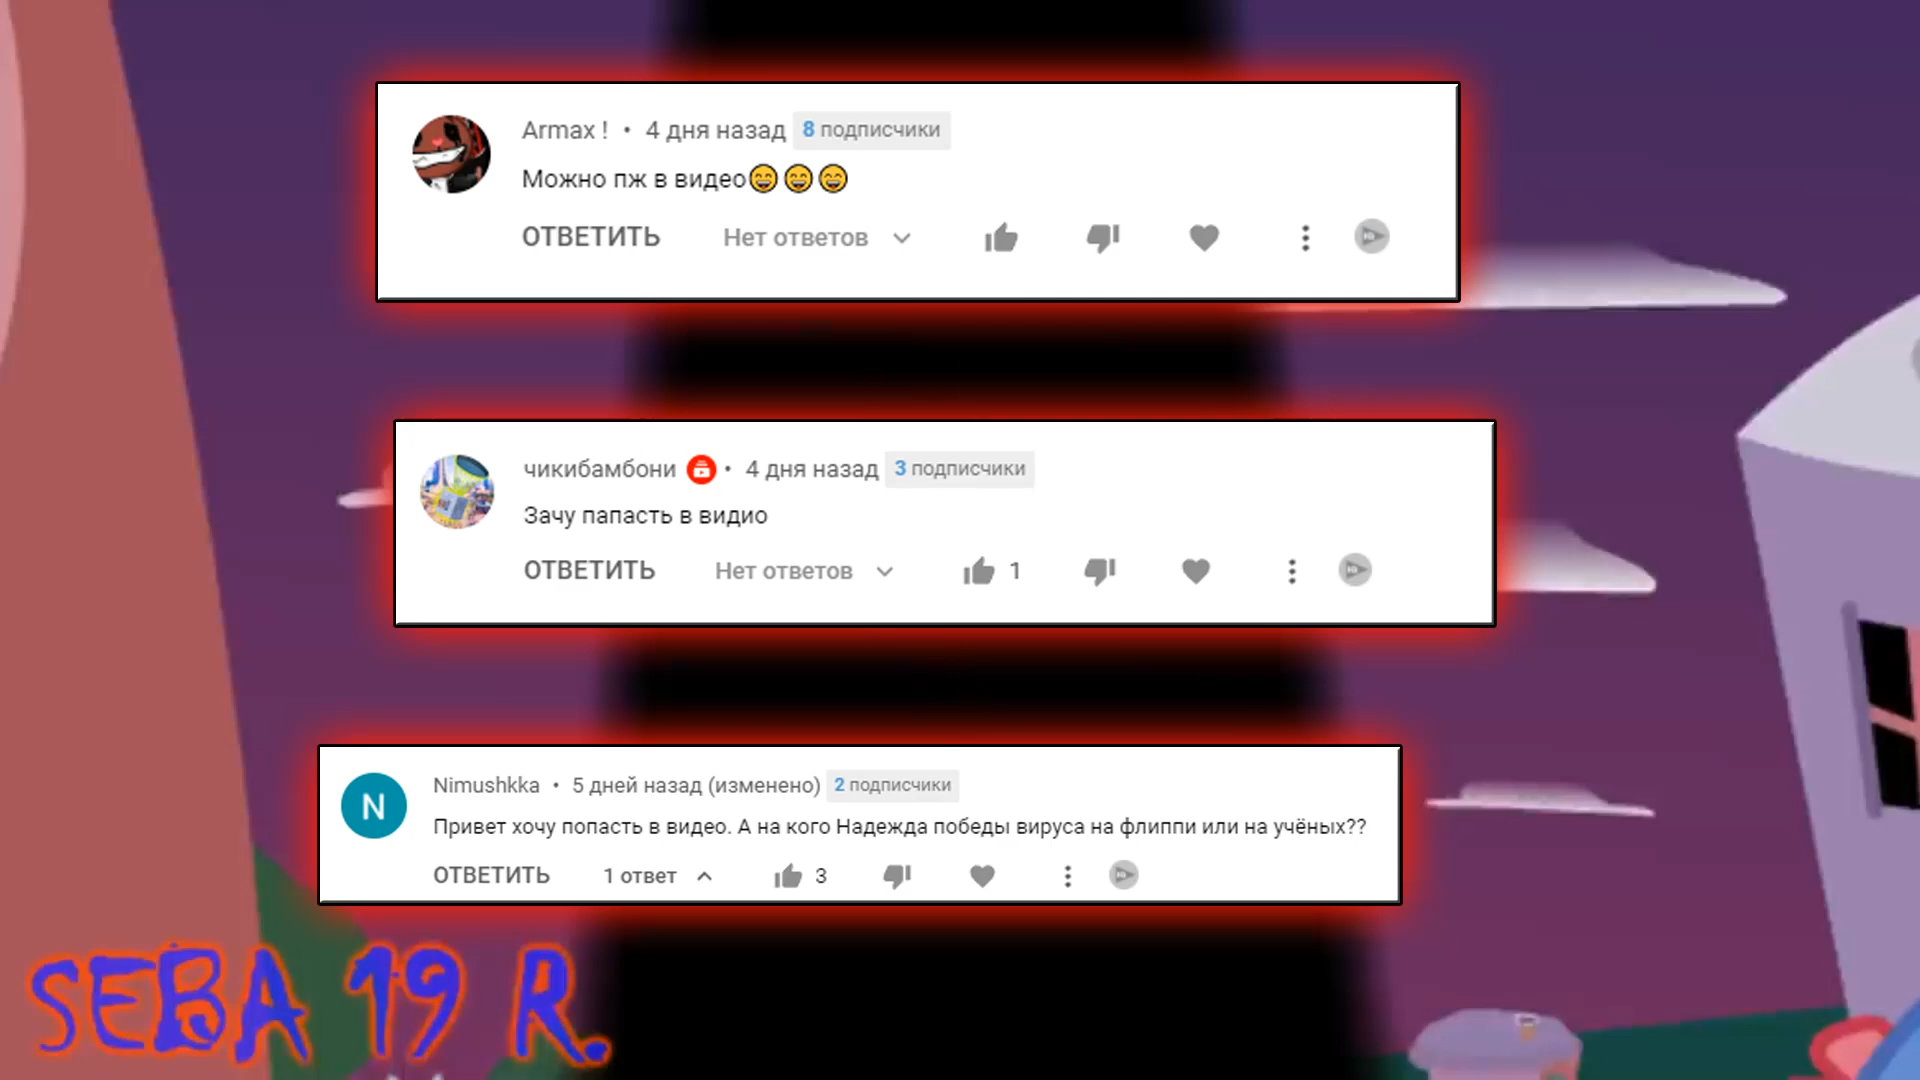 Armax ! • 4 дня назад 8 подписчики
Можно пж в видео😄😄😄
ОТВЕТИТЬ Нет ответов
чикибамбони • 4 дня назад 3 подписчики
Зачу папасть в видио
ОТВЕТИТЬ Нет ответов 1
N
Nimushkka • 5 дней назад (изменено) 2 подписчики
Привет хочу попасть в видео. А на кого Надежда победы вируса на флиппи или на учёных??
ОТВЕТИТЬ 1 ответ 3
SEBA 19 R.